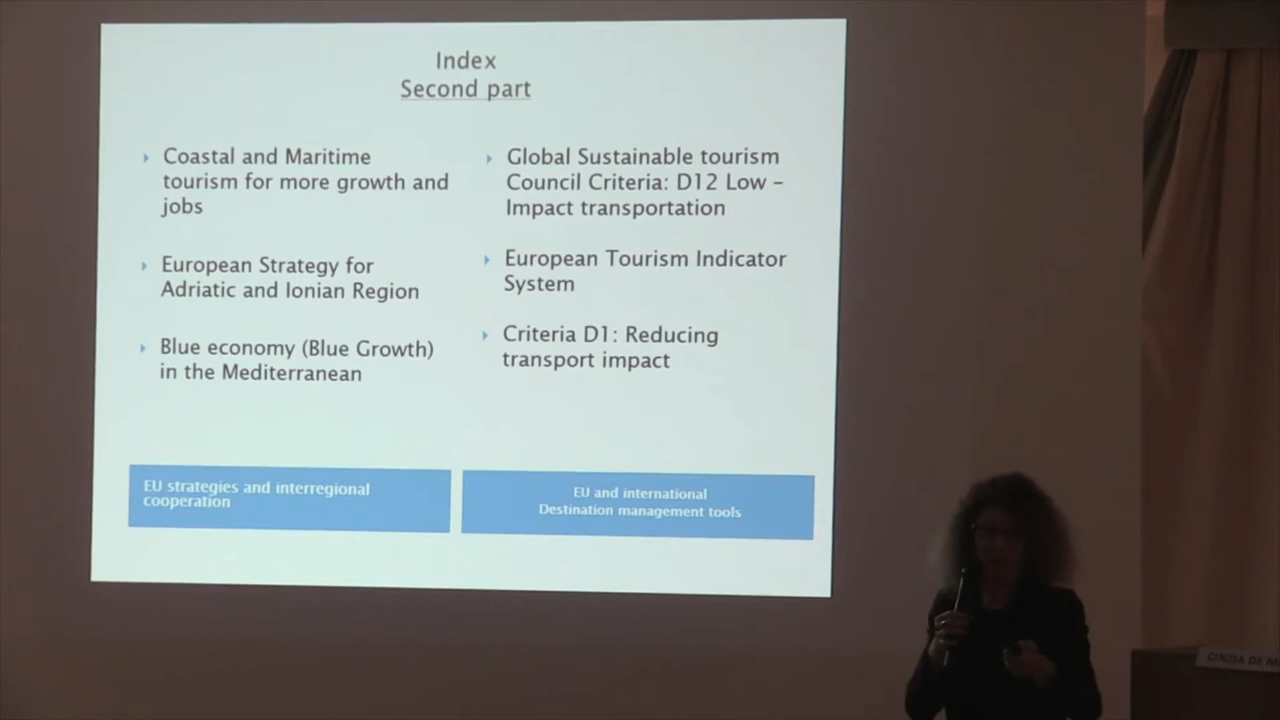 Index
Second part
Coastal and Maritime
tourism for more growth and
jobs
European Strategy for
Adriatic and Ionian Region
Blue economy (Blue Growth)
in the Mediterranean
EU strategies and interregional
cooperation
Global Sustainable tourism
Council Criteria: D12 Low –
Impact transportation
European Tourism Indicator
System
Criteria D1: Reducing
transport impact
EU and international
Destination management tools
CINZIA DE